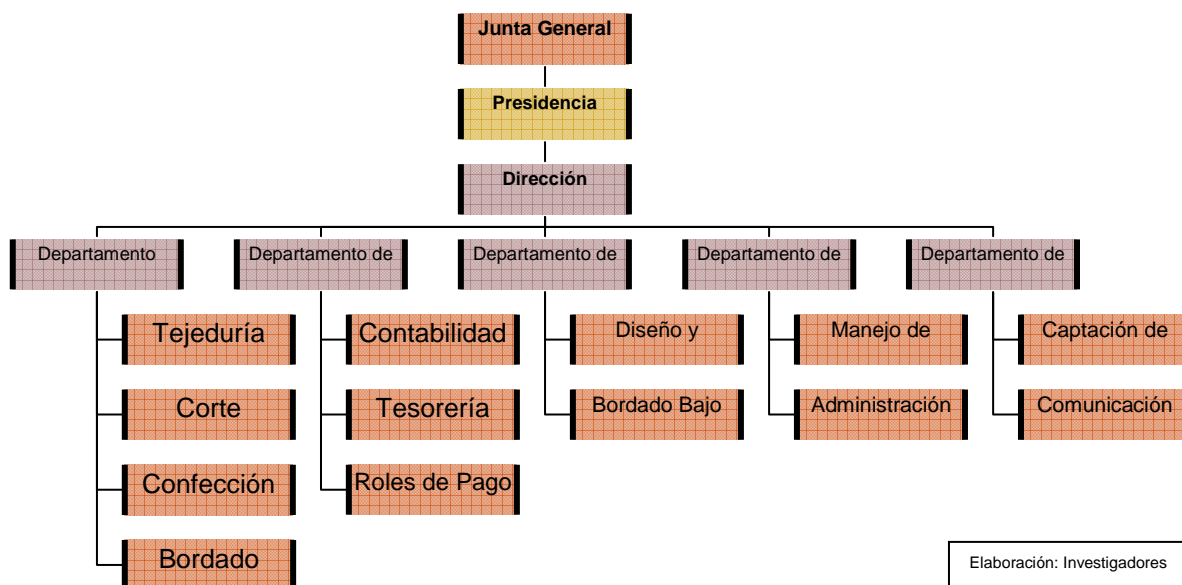 Junta General
Presidencia
Dirección
Departamento
Departamento de
Departamento de
Departamento de
Departamento de
Tejeduría
Contabilidad
Diseño y
Manejo de
Captación de
Corte
Tesorería
Bordado Bajo
Administración
Comunicación
Confección
Roles de Pago
Bordado
Elaboración: Investigadores